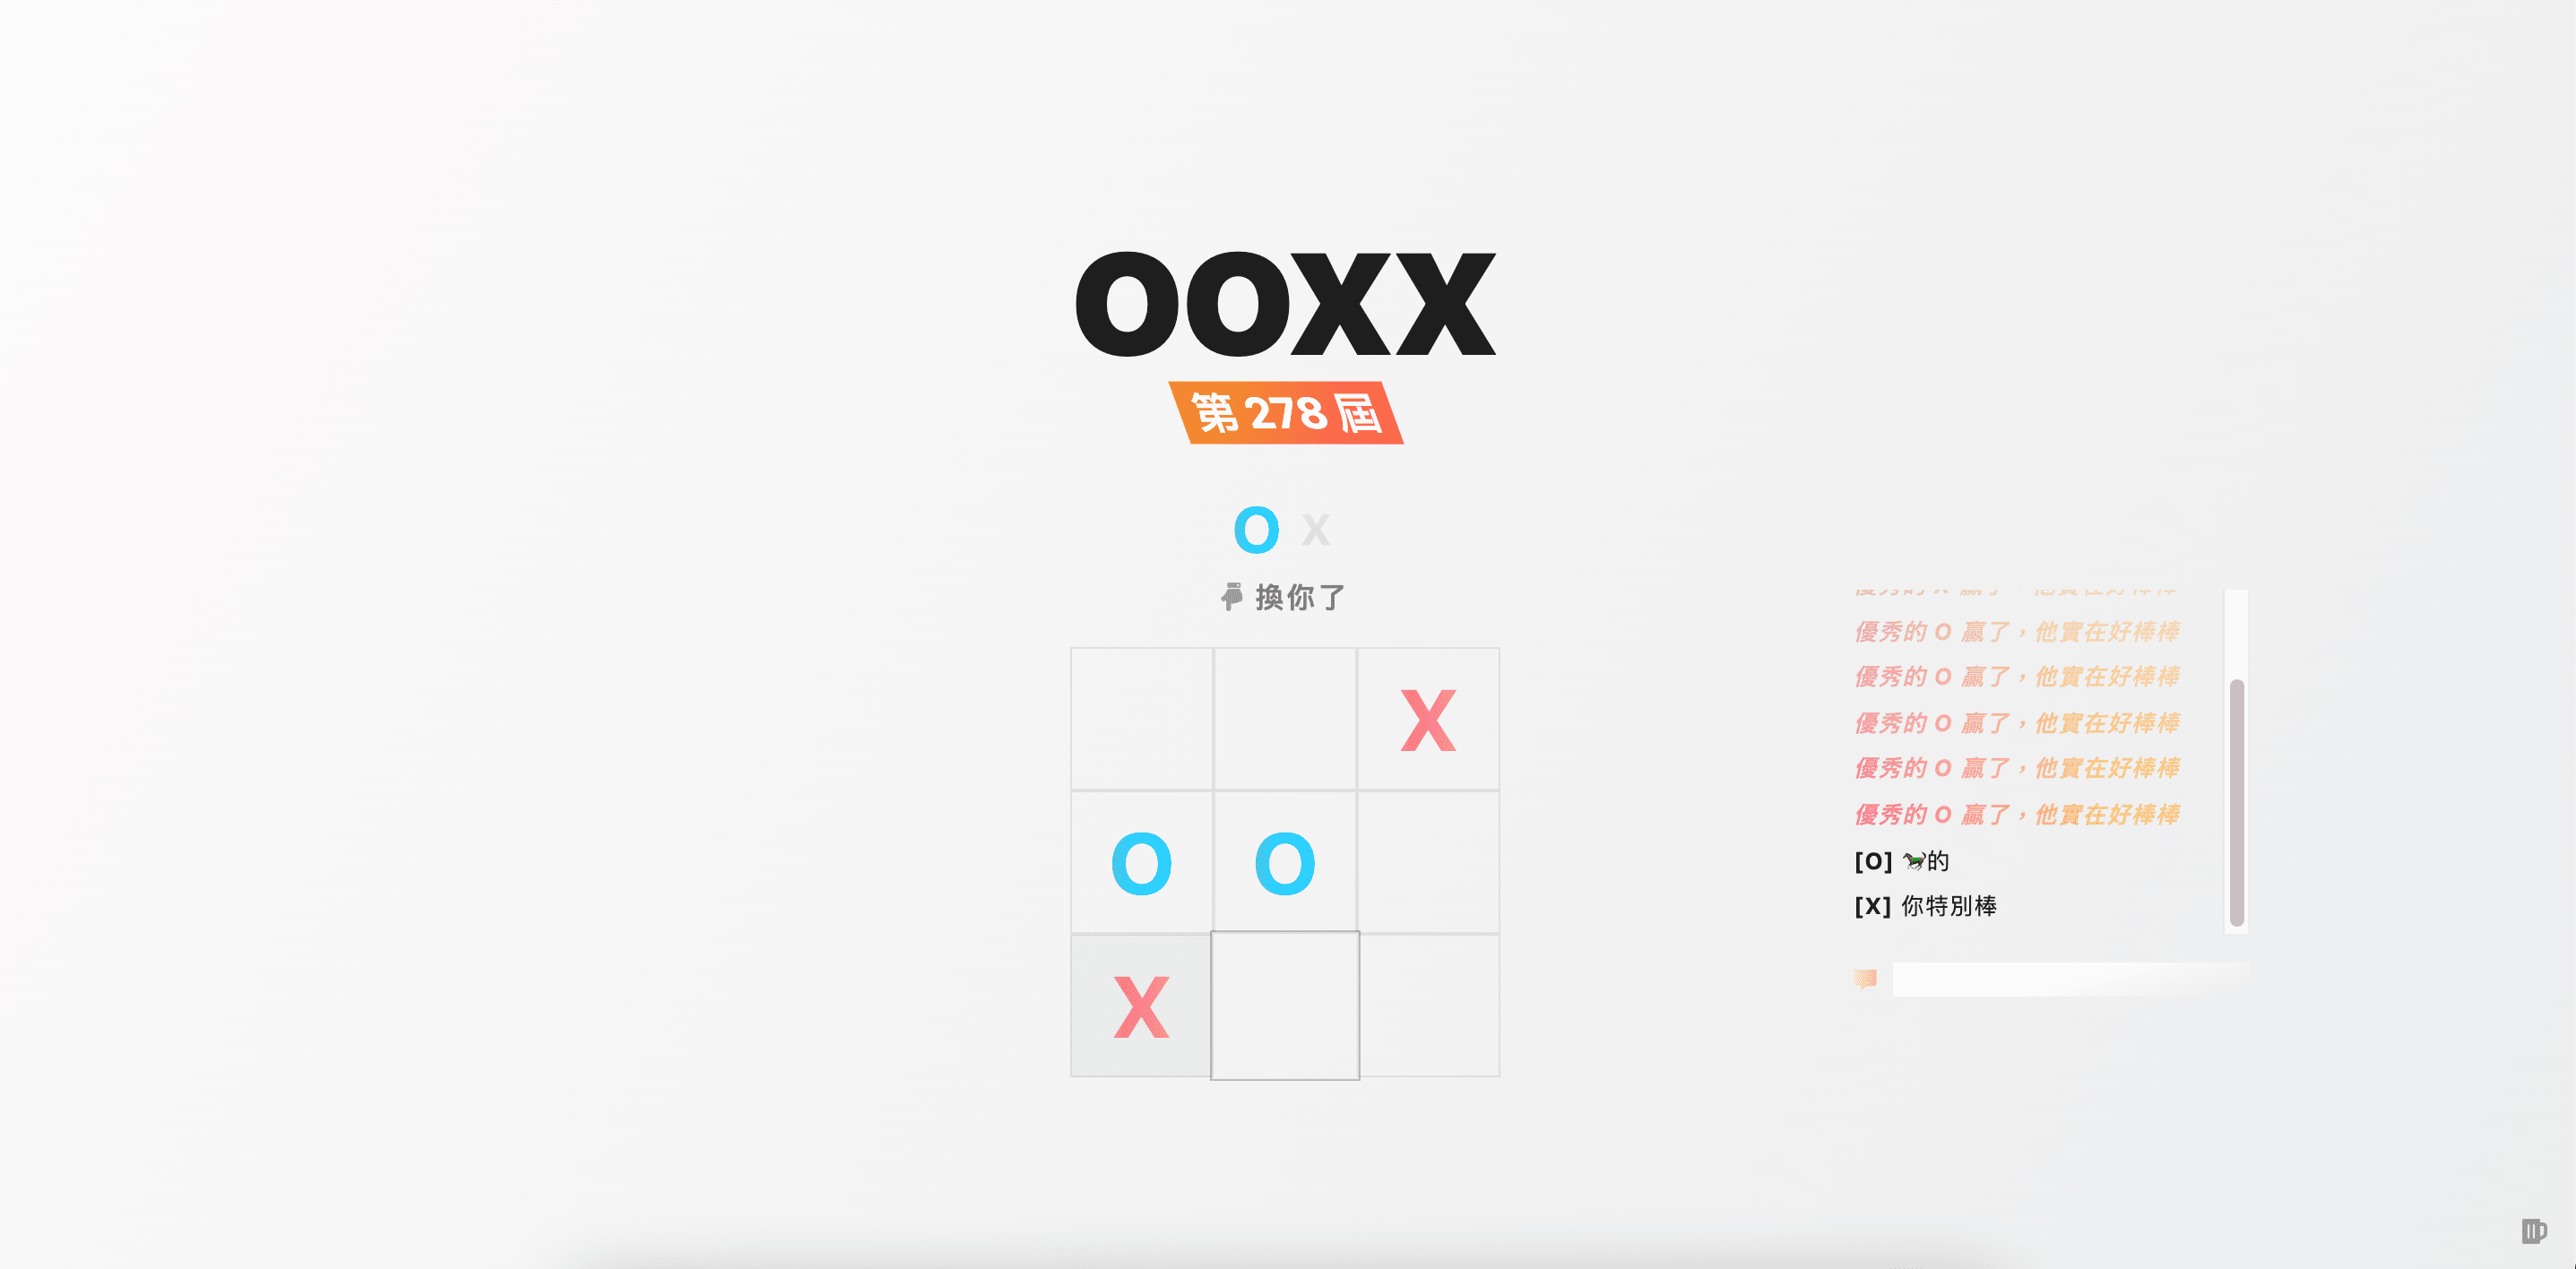 OOXX
第 278 屆
O X
換你了
X
O O
X
優秀的 O 贏了，他實在好棒棒
優秀的 O 贏了，他實在好棒棒
優秀的 O 贏了，他實在好棒棒
優秀的 O 贏了，他實在好棒棒
優秀的 O 贏了，他實在好棒棒
[O] 🐎的
[X] 你特別棒